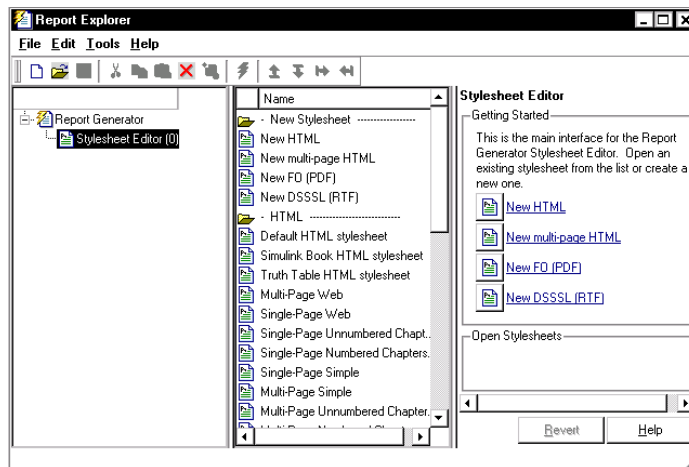 Report Explorer
File Edit Tools Help
Report Generator
Stylesheet Editor (0)
Name
- New Stylesheet -------------------
New HTML
New multi-page HTML
New FO (PDF)
New DSSSL (RTF)
- HTML -----------------------------
Default HTML stylesheet
Simulink Book HTML stylesheet
Truth Table HTML stylesheet
Multi-Page Web
Single-Page Web
Single-Page Unnumbered Chapt..
Single-Page Numbered Chapters.
Single-Page Simple
Multi-Page Simple
Multi-Page Unnumbered Chapter.
Stylesheet Editor
Getting Started
This is the main interface for the Report
Generator Stylesheet Editor. Open an
existing stylesheet from the list or create a
new one.
New HTML
New multi-page HTML
New FO (PDF)
New DSSSL (RTF)
Open Stylesheets
Revert Help